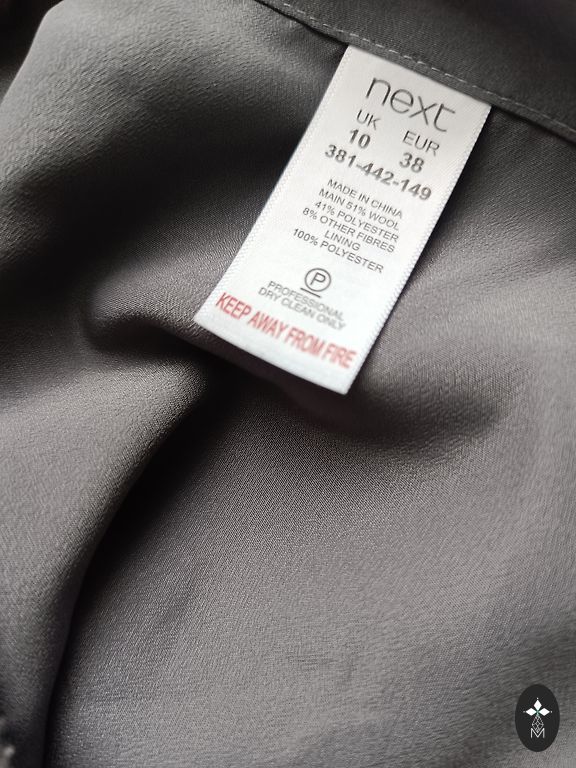 next
UK EUR
10 38
381-442-149
MADE IN CHINA
MAIN 51% WOOL
41% POLYESTER
8% OTHER FIBRES
LINING
100% POLYESTER
P
PROFESSIONAL
DRY CLEAN ONLY
KEEP AWAY FROM FIRE
M